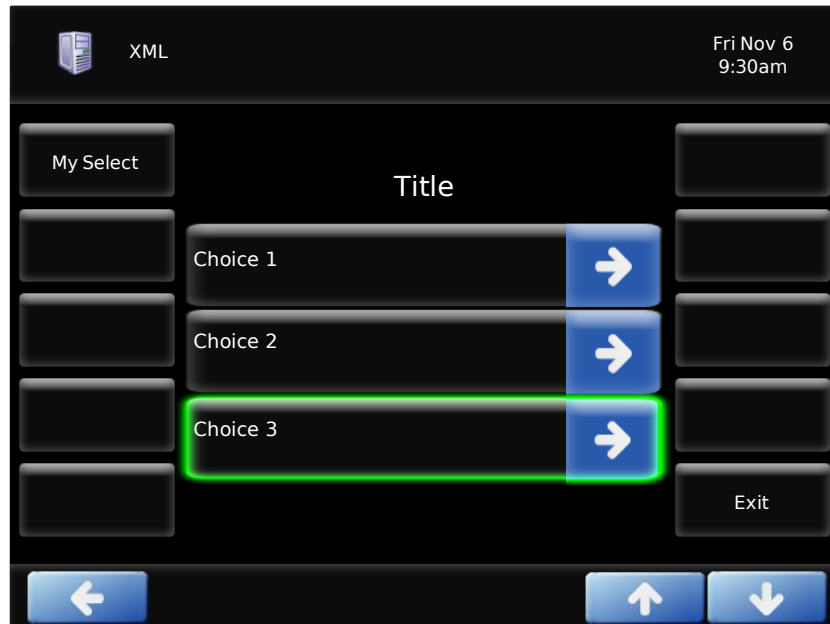 XML
Fri Nov 6
9:30am
My Select
Title
Choice 1
Choice 2
Choice 3
Exit